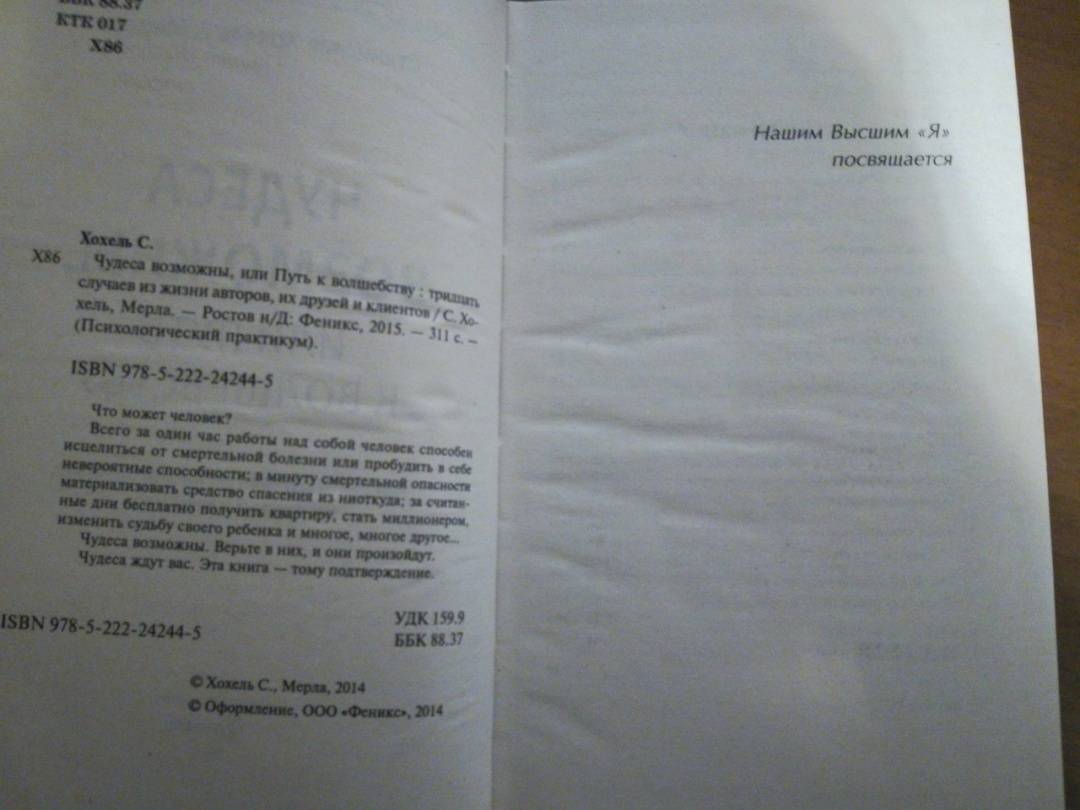 ББК 88.37
КТК 017
Х86
Хохель С.
Х86
Чудеса возможны, или Путь к волшебству : тридцать
случаев из жизни авторов, их друзей и клиентов / С. Хо-
хель, Мерла. — Ростов н/Д: Феникс, 2015. — 311 с. —
(Психологический практикум).
ISBN 978-5-222-24244-5
Что может человек?
Всего за один час работы над собой человек способен
исцелиться от смертельной болезни или пробудить в себе
невероятные способности; в минуту смертельной опасности
материализовать средство спасения из ниоткуда; за считан-
ные дни бесплатно получить квартиру, стать миллионером,
изменить судьбу своего ребенка и многое, многое другое...
Чудеса возможны. Верьте в них, и они произойдут.
Чудеса ждут вас. Эта книга — тому подтверждение.
ISBN 978-5-222-24244-5
УДК 159.9
ББК 88.37
© Хохель С., Мерла, 2014
© Оформление, ООО «Феникс», 2014
Нашим Высшим «Я»
посвящается